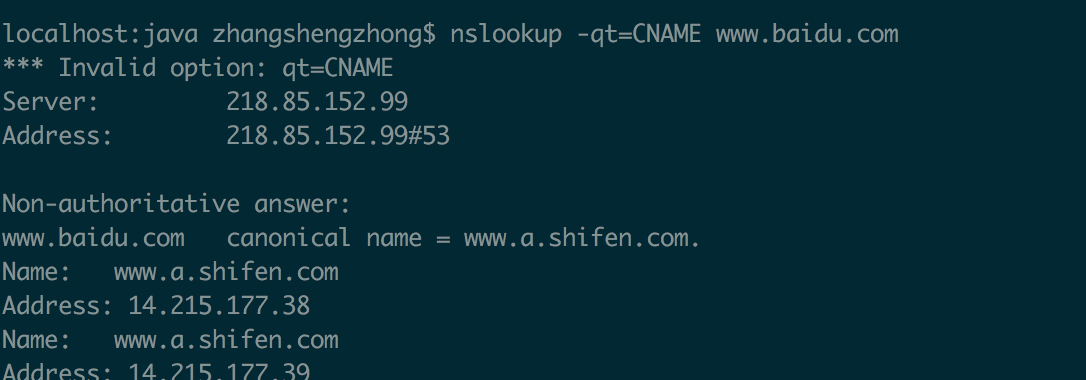 localhost:java zhangshengzhong$ nslookup -qt=CNAME www.baidu.com
*** Invalid option: qt=CNAME
Server:         218.85.152.99
Address:        218.85.152.99#53
Non-authoritative answer:
www.baidu.com   canonical name = www.a.shifen.com.
Name:   www.a.shifen.com
Address: 14.215.177.38
Name:   www.a.shifen.com
Address: 14.215.177.39